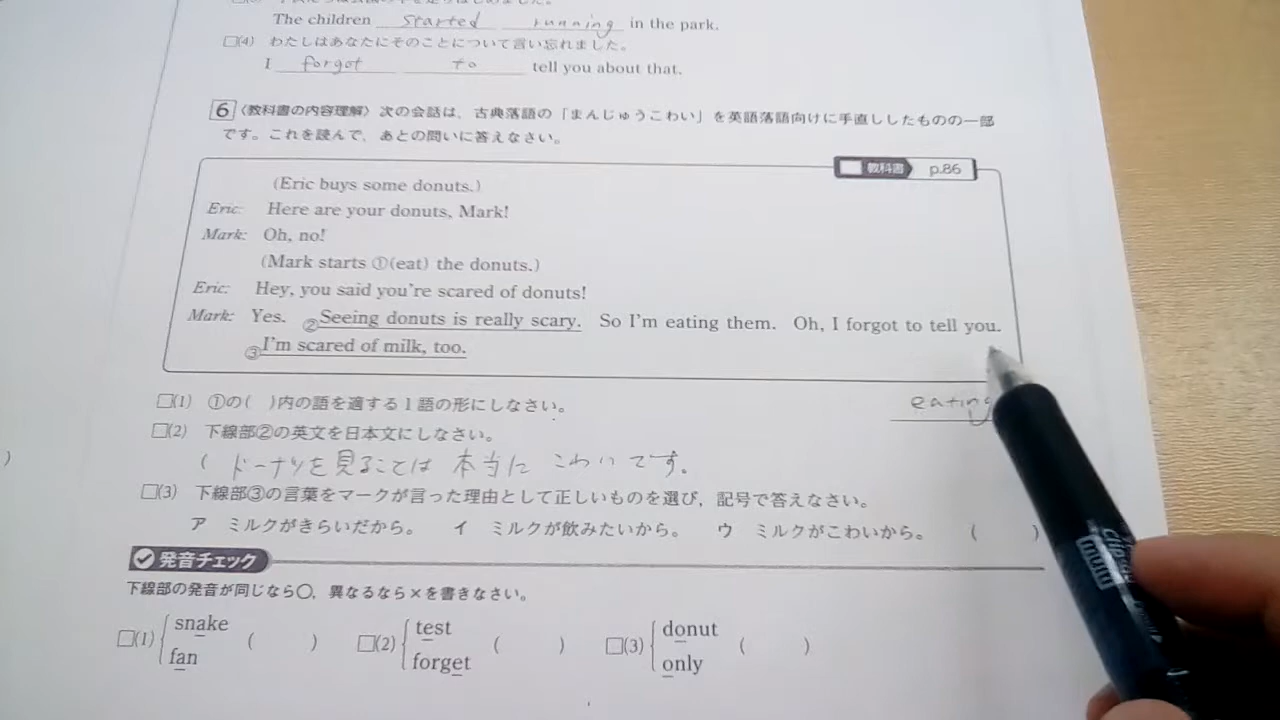 The children started running in the park.
□(4) わたしはあなたにそのことについて言い忘れました。
I forgot to tell you about that.
6 〈教科書の内容理解〉 次の会話は、古典落語の「まんじゅうこわい」を英語落語向けに手直ししたものの一部
です。これを読んで、あとの問いに答えなさい。
教科書 p.86
(Eric buys some donuts.)
Eric: Here are your donuts, Mark!
Mark: Oh, no!
(Mark starts ①(eat) the donuts.)
Eric: Hey, you said you're scared of donuts!
Mark: Yes. ②Seeing donuts is really scary. So I'm eating them. Oh, I forgot to tell you.
③I'm scared of milk, too.
□(1) ①の( )内の語を適する1語の形にしなさい。 eating
□(2) 下線部②の英文を日本文にしなさい。
( ドーナツを見ることは 本当に こわいです。
□(3) 下線部③の言葉をマークが言った理由として正しいものを選び，記号で答えなさい。
ア ミルクがきらいだから。 イ ミルクが飲みたいから。 ウ ミルクがこわいから。 ( )
発音チェック
下線部の発音が同じなら○，異なるなら×を書きなさい。
□(1) snake ( ) □(2) test ( ) □(3) donut ( )
fan forget only